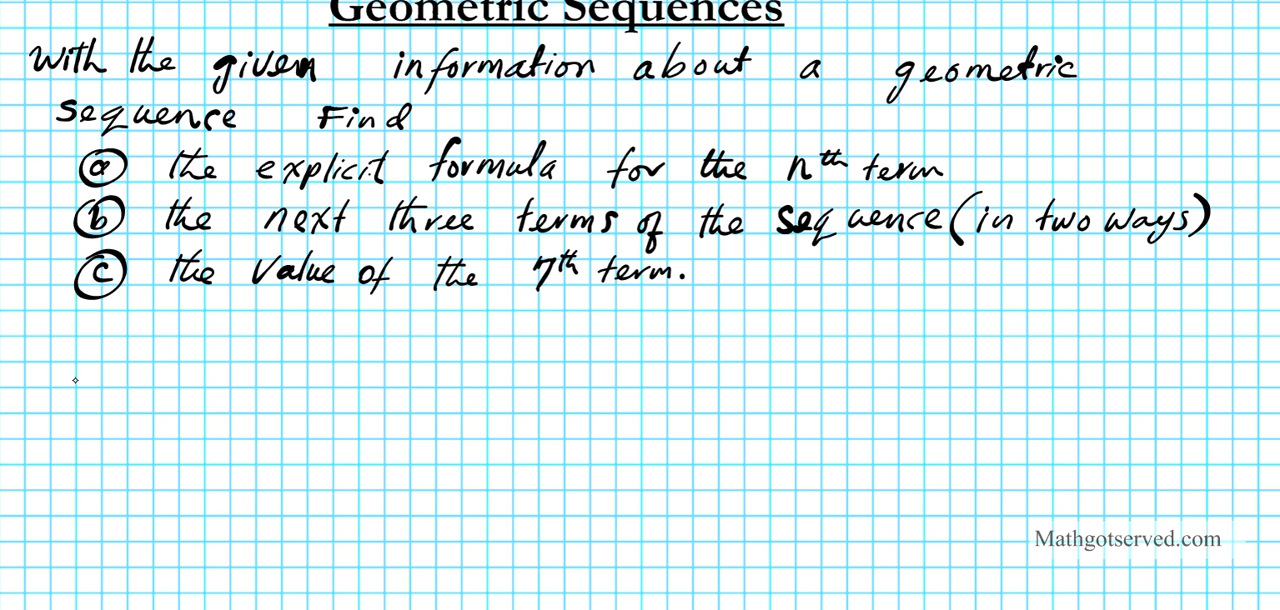 Geometric Sequences
With the given information about a geometric
sequence Find
(a) the explicit formula for the nth term
(b) the next three terms of the sequence (in two ways)
(c) the value of the 7th term.
Mathgotserved.com